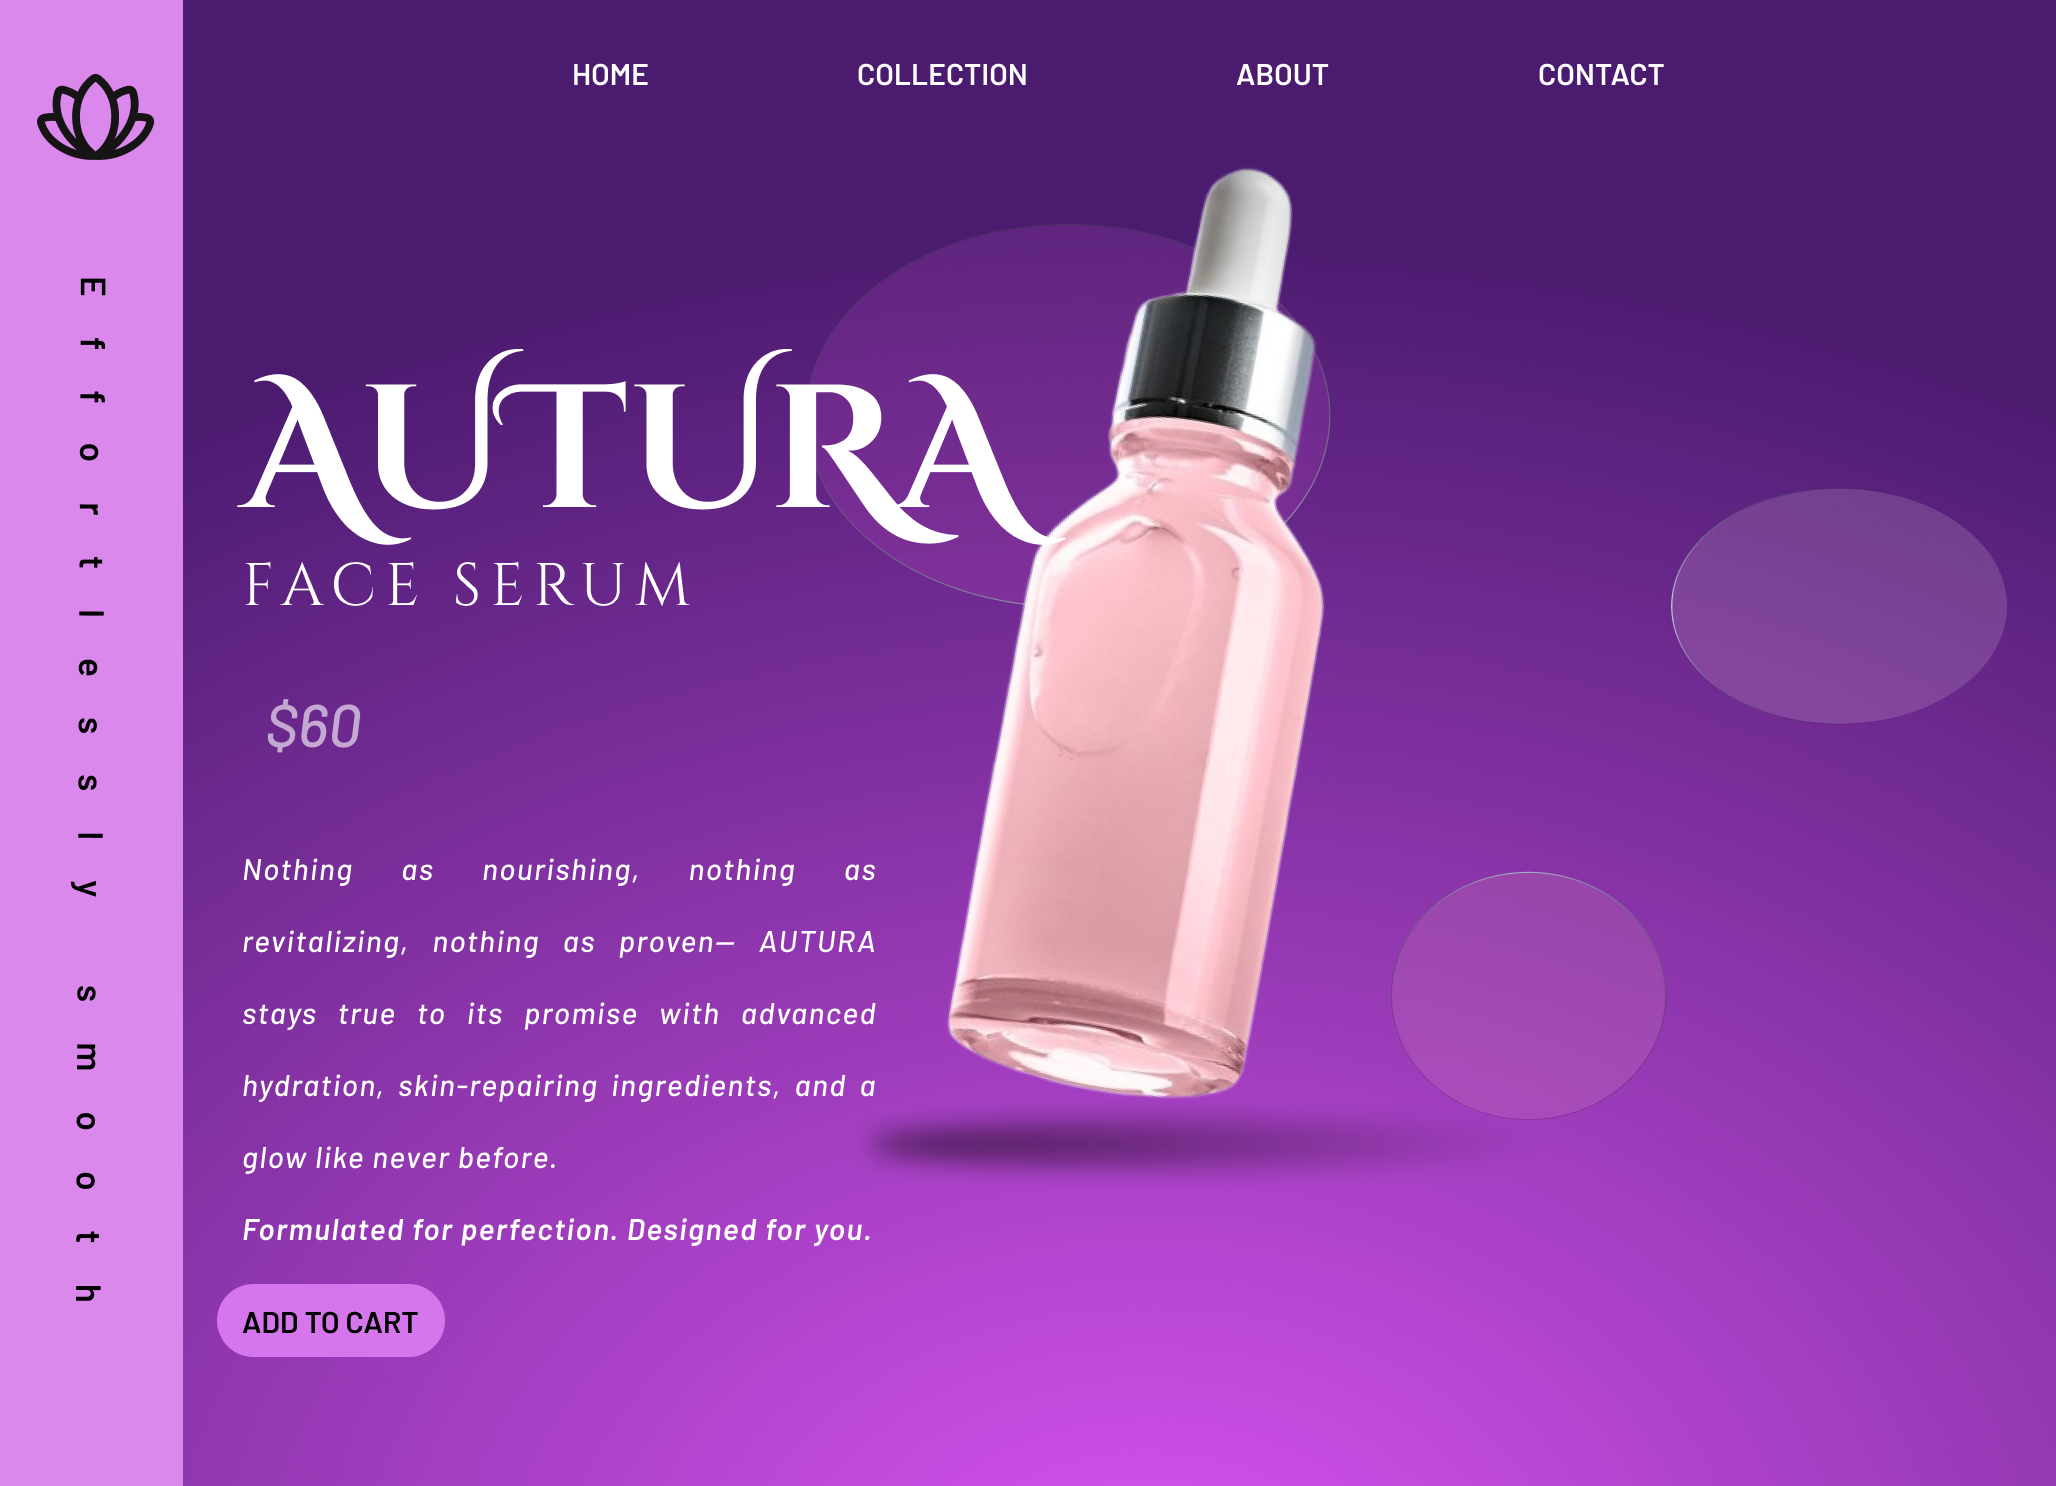 HOME COLLECTION ABOUT CONTACT
Effortlessly smooth
AUTURA
FACE SERUM
$60
Nothing as nourishing, nothing as
revitalizing, nothing as proven— AUTURA
stays true to its promise with advanced
hydration, skin-repairing ingredients, and a
glow like never before.
Formulated for perfection. Designed for you.
ADD TO CART